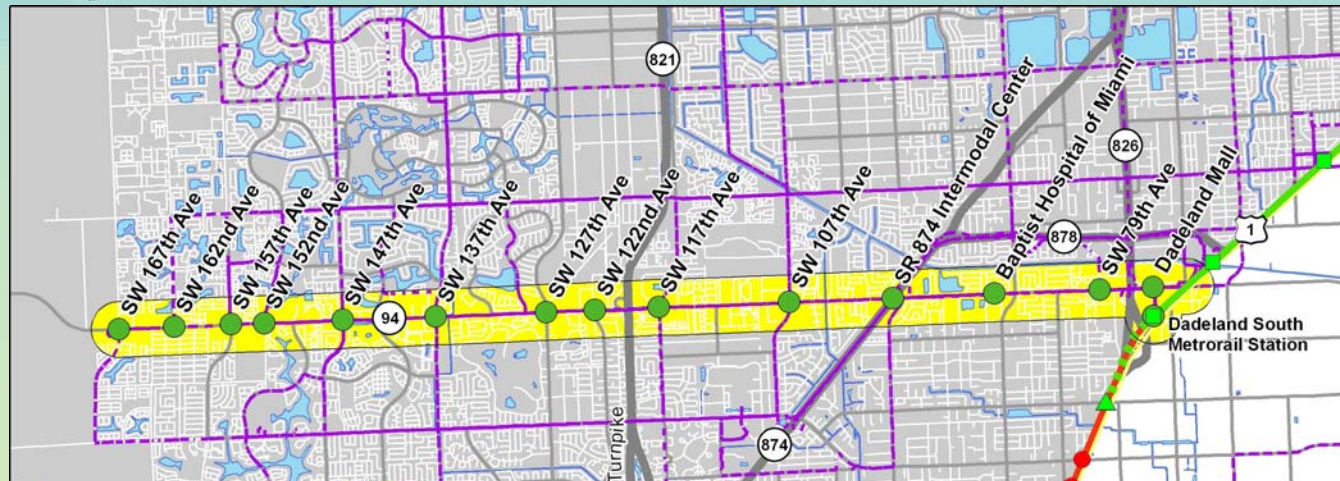 821
826
SW 167th Ave
SW 162nd Ave
SW 157th Ave
SW 152nd Ave
SW 147th Ave
SW 137th Ave
SW 127th Ave
SW 122nd Ave
SW 117th Ave
SW 107th Ave
SR 874 Intermodal Center
Baptist Hospital of Miami
SW 79th Ave
Dadeland Mall
878
1
94
Dadeland South
Metrorail Station
Turnpike
874